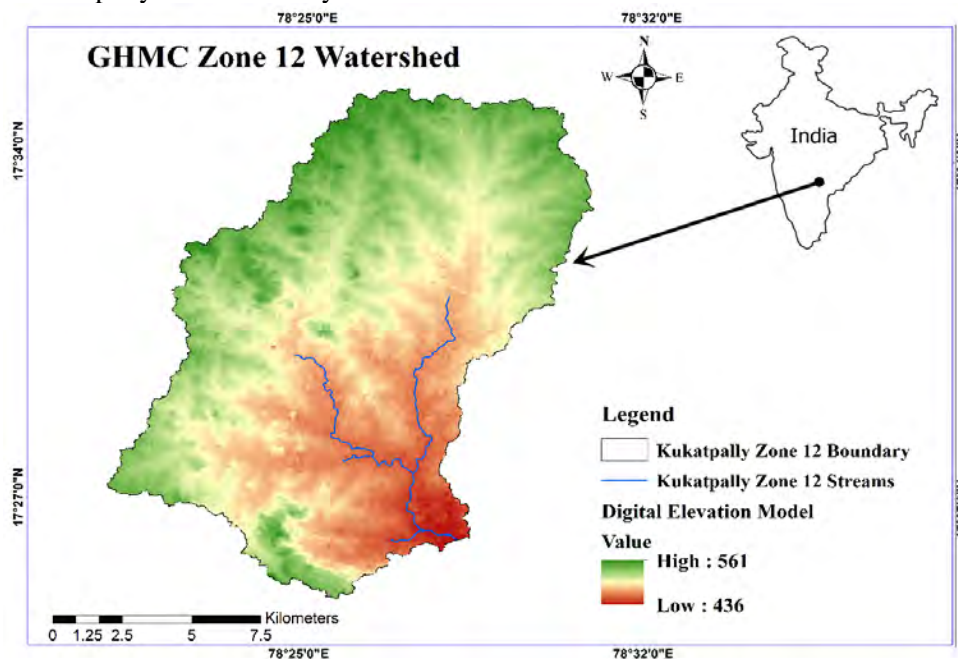 78°25'0"E
78°32'0"E
GHMC Zone 12 Watershed
N
W
E
S
India
17°34'0"N
17°27'0"N
Legend
Kukatpally Zone 12 Boundary
Kukatpally Zone 12 Streams
Digital Elevation Model
Value
High : 561
Low : 436
Kilometers
0 1.25 2.5 5 7.5
78°25'0"E
78°32'0"E